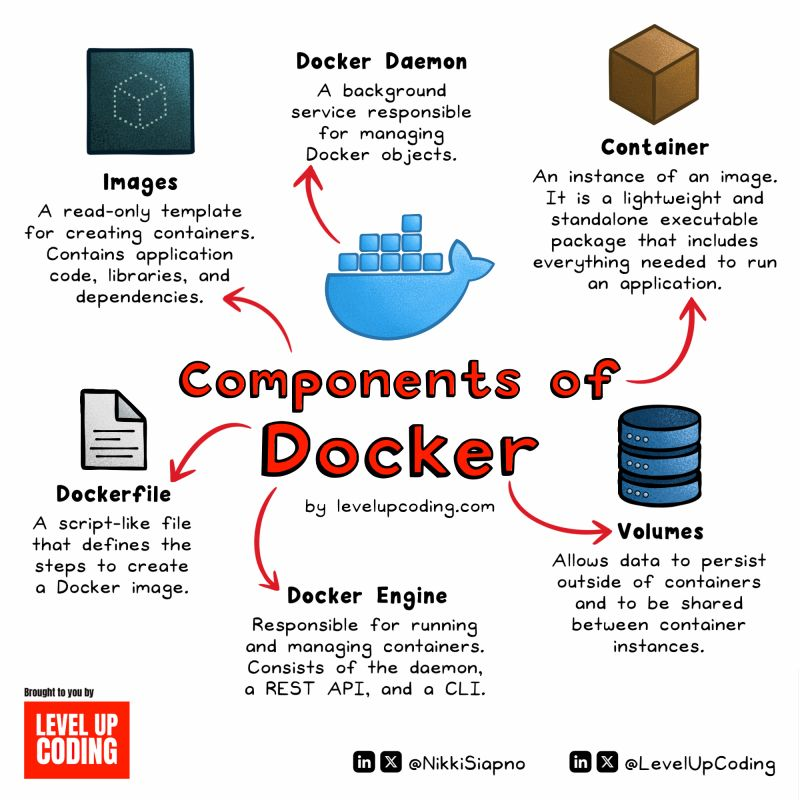 Docker Daemon
A background
service responsible
for managing
Docker objects.
Images
A read-only template
for creating containers.
Contains application
code, libraries, and
dependencies.
Container
An instance of an image.
It is a lightweight and
standalone executable
package that includes
everything needed to run
an application.
Components of
Docker
by levelupcoding.com
Dockerfile
A script-like file
that defines the
steps to create
a Docker image.
Docker Engine
Responsible for running
and managing containers.
Consists of the daemon,
a REST API, and a CLI.
Volumes
Allows data to persist
outside of containers
and to be shared
between container
instances.
Brought to you by
LEVEL UP
CODING
in X @NikkiSiapno
in X @LevelUpCoding